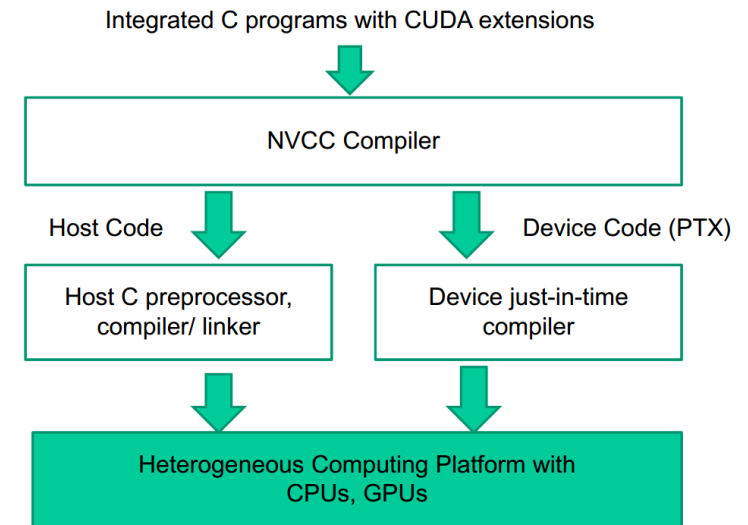 Integrated C programs with CUDA extensions
NVCC Compiler
Host Code
Device Code (PTX)
Host C preprocessor,
compiler/ linker
Device just-in-time
compiler
Heterogeneous Computing Platform with
CPUs, GPUs